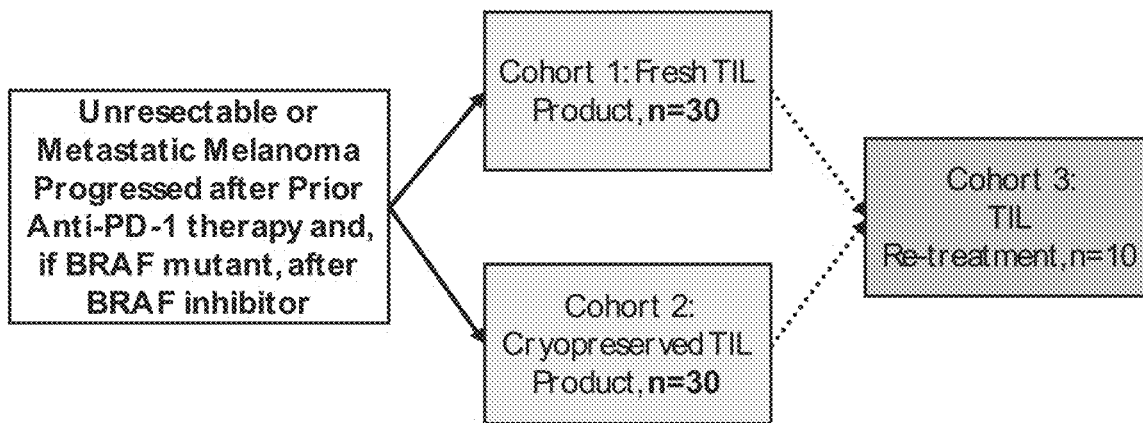 Unresectable or
Metastatic Melanoma
Progressed after Prior
Anti-PD-1 therapy and,
if BRAF mutant, after
BRAF inhibitor
Cohort 1: Fresh TIL
Product, n=30
Cohort 2:
Cryopreserved TIL
Product, n=30
Cohort 3:
TIL
Re-treatment, n=10